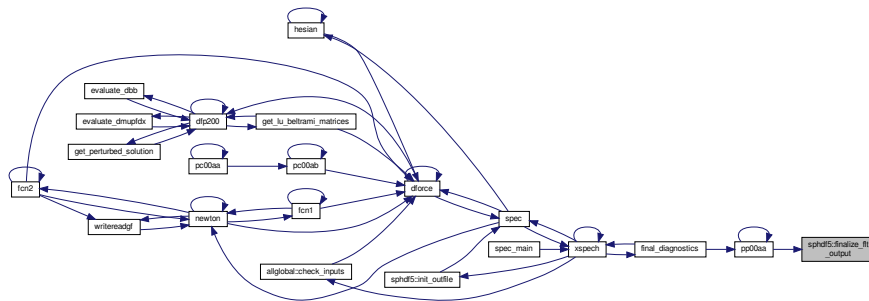 hesian
evaluate_dbb
evaluate_dmupfdx
dfp200
get_lu_beltrami_matrices
get_perturbed_solution
pc00aa
pc00ab
fcn2
dforce
fcn1
newton
writereadgf
spec
spec_main
xspech
final_diagnostics
pp00aa
sphdf5::finalize_flt
_output
allglobal::check_inputs
sphdf5::init_outfile